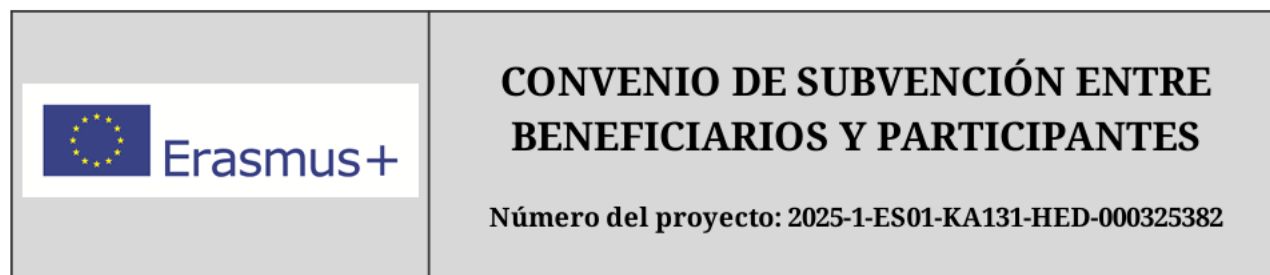 Erasmus+
CONVENIO DE SUBVENCIÓN ENTRE
BENEFICIARIOS Y PARTICIPANTES
Número del proyecto: 2025-1-ES01-KA131-HED-000325382